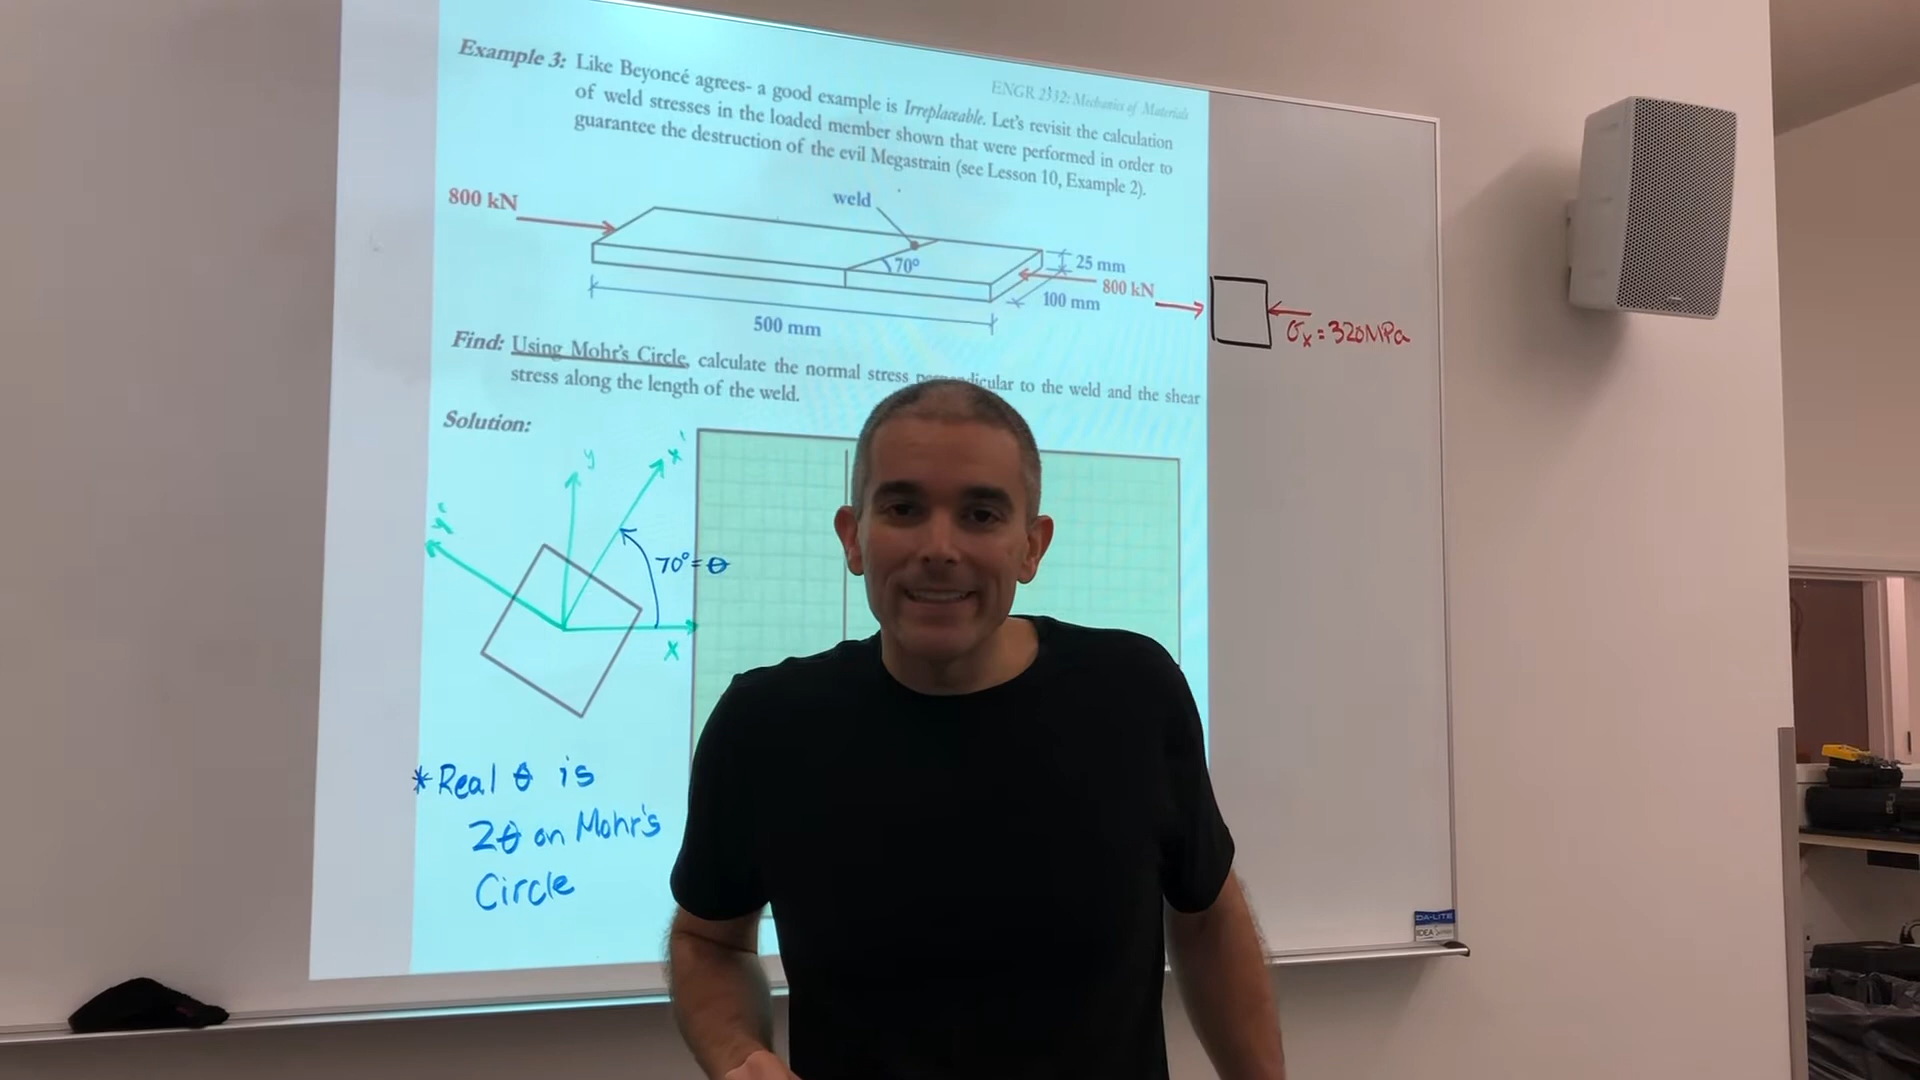 ENGR 2332: Mechanics of Materials
Example 3: Like Beyoncé agrees- a good example is Irreplaceable. Let's revisit the calculation
of weld stresses in the loaded member shown that were performed in order to
guarantee the destruction of the evil Megastrain (see Lesson 10, Example 2).
800 kN
weld
70°
25 mm
800 kN
100 mm
500 mm
σx = 320MPa
Find: Using Mohr's Circle, calculate the normal stress perpendicular to the weld and the shear
stress along the length of the weld.
Solution:
y
x'
y'
70° = θ
x
*Real θ is
2θ on Mohr's
Circle
DA-LITE
IDEA